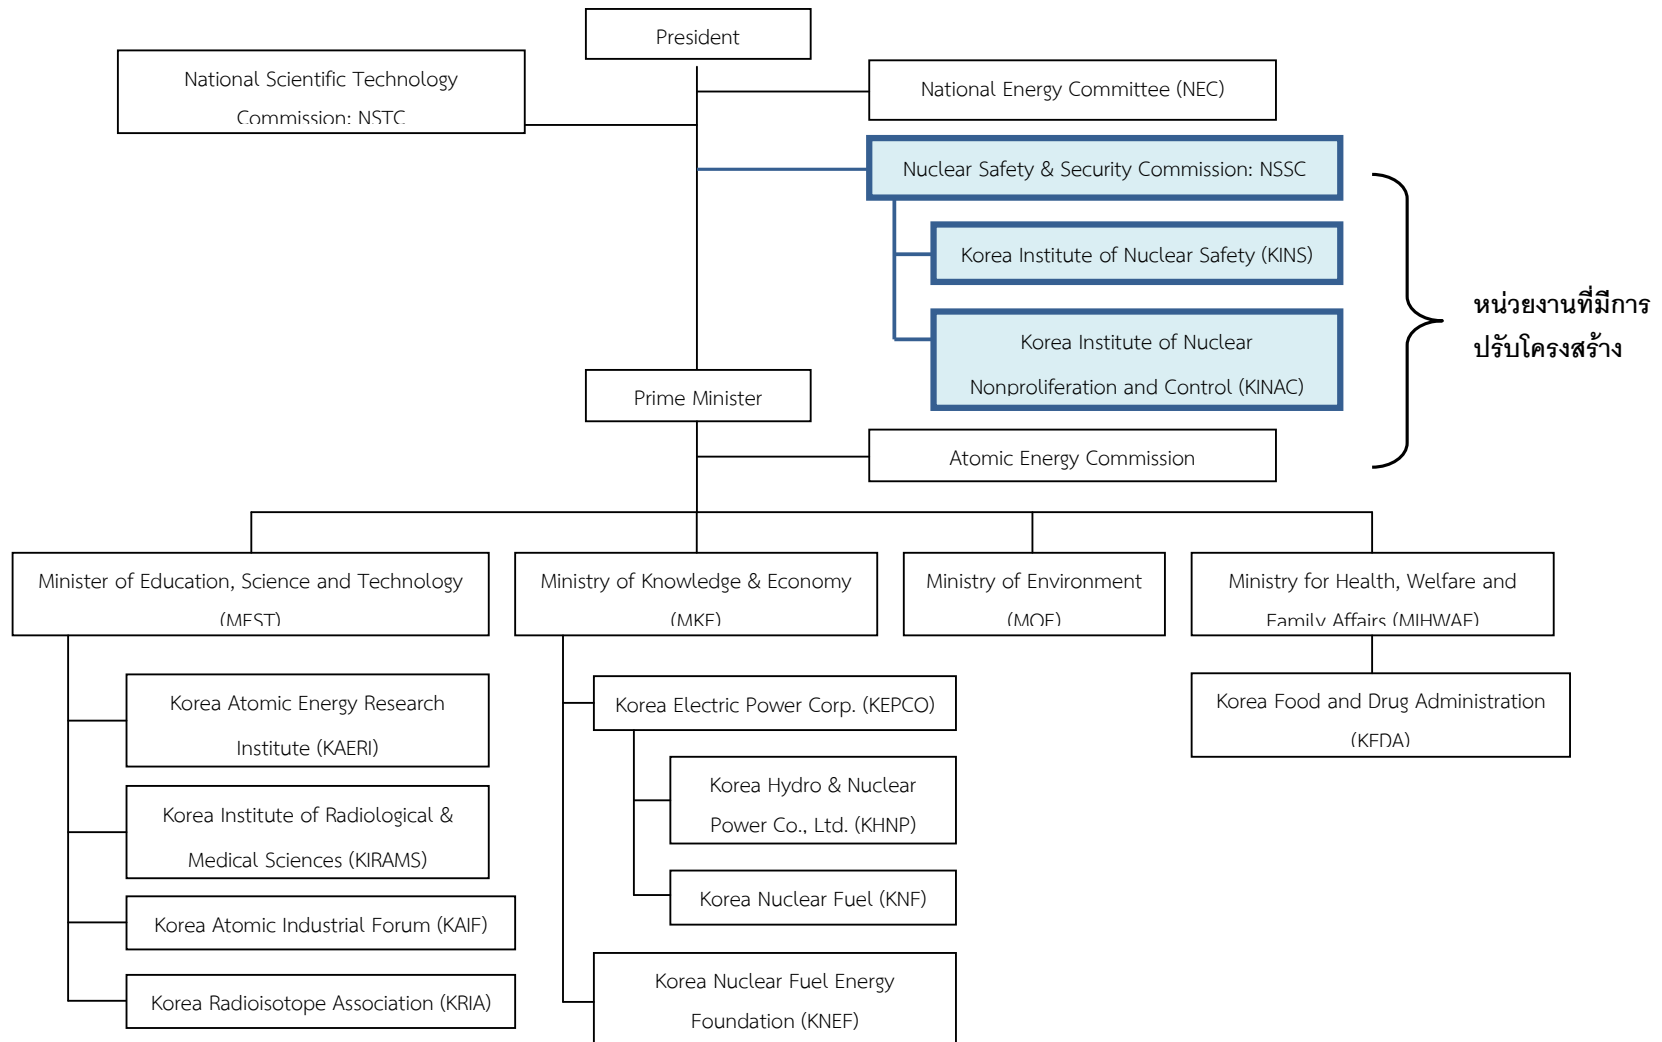 President
National Scientific Technology
Commission: NSTC
National Energy Committee (NEC)
Nuclear Safety & Security Commission: NSSC
Korea Institute of Nuclear Safety (KINS)
Korea Institute of Nuclear
Nonproliferation and Control (KINAC)
หน่วยงานที่มีการ
ปรับโครงสร้าง
Prime Minister
Atomic Energy Commission
Minister of Education, Science and Technology
(MEST)
Ministry of Knowledge & Economy
(MKE)
Ministry of Environment
(MOE)
Ministry for Health, Welfare and
Family Affairs (MIHWAF)
Korea Atomic Energy Research
Institute (KAERI)
Korea Institute of Radiological &
Medical Sciences (KIRAMS)
Korea Atomic Industrial Forum (KAIF)
Korea Radioisotope Association (KRIA)
Korea Electric Power Corp. (KEPCO)
Korea Hydro & Nuclear
Power Co., Ltd. (KHNP)
Korea Nuclear Fuel (KNF)
Korea Nuclear Fuel Energy
Foundation (KNEF)
Korea Food and Drug Administration
(KFDA)